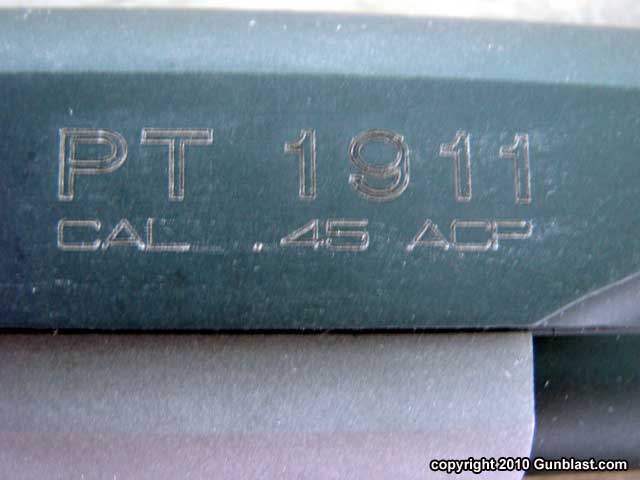 PT 1911
CAL .45 ACP
copyright 2010 Gunblast.com